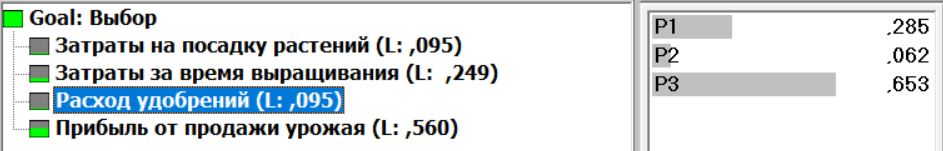 Goal: Выбор
Затраты на посадку растений (L: ,095)
Затраты за время выращивания (L:  ,249)
Расход удобрений (L: ,095)
Прибыль от продажи урожая (L: ,560)
P1 ,285
P2 ,062
P3 ,653